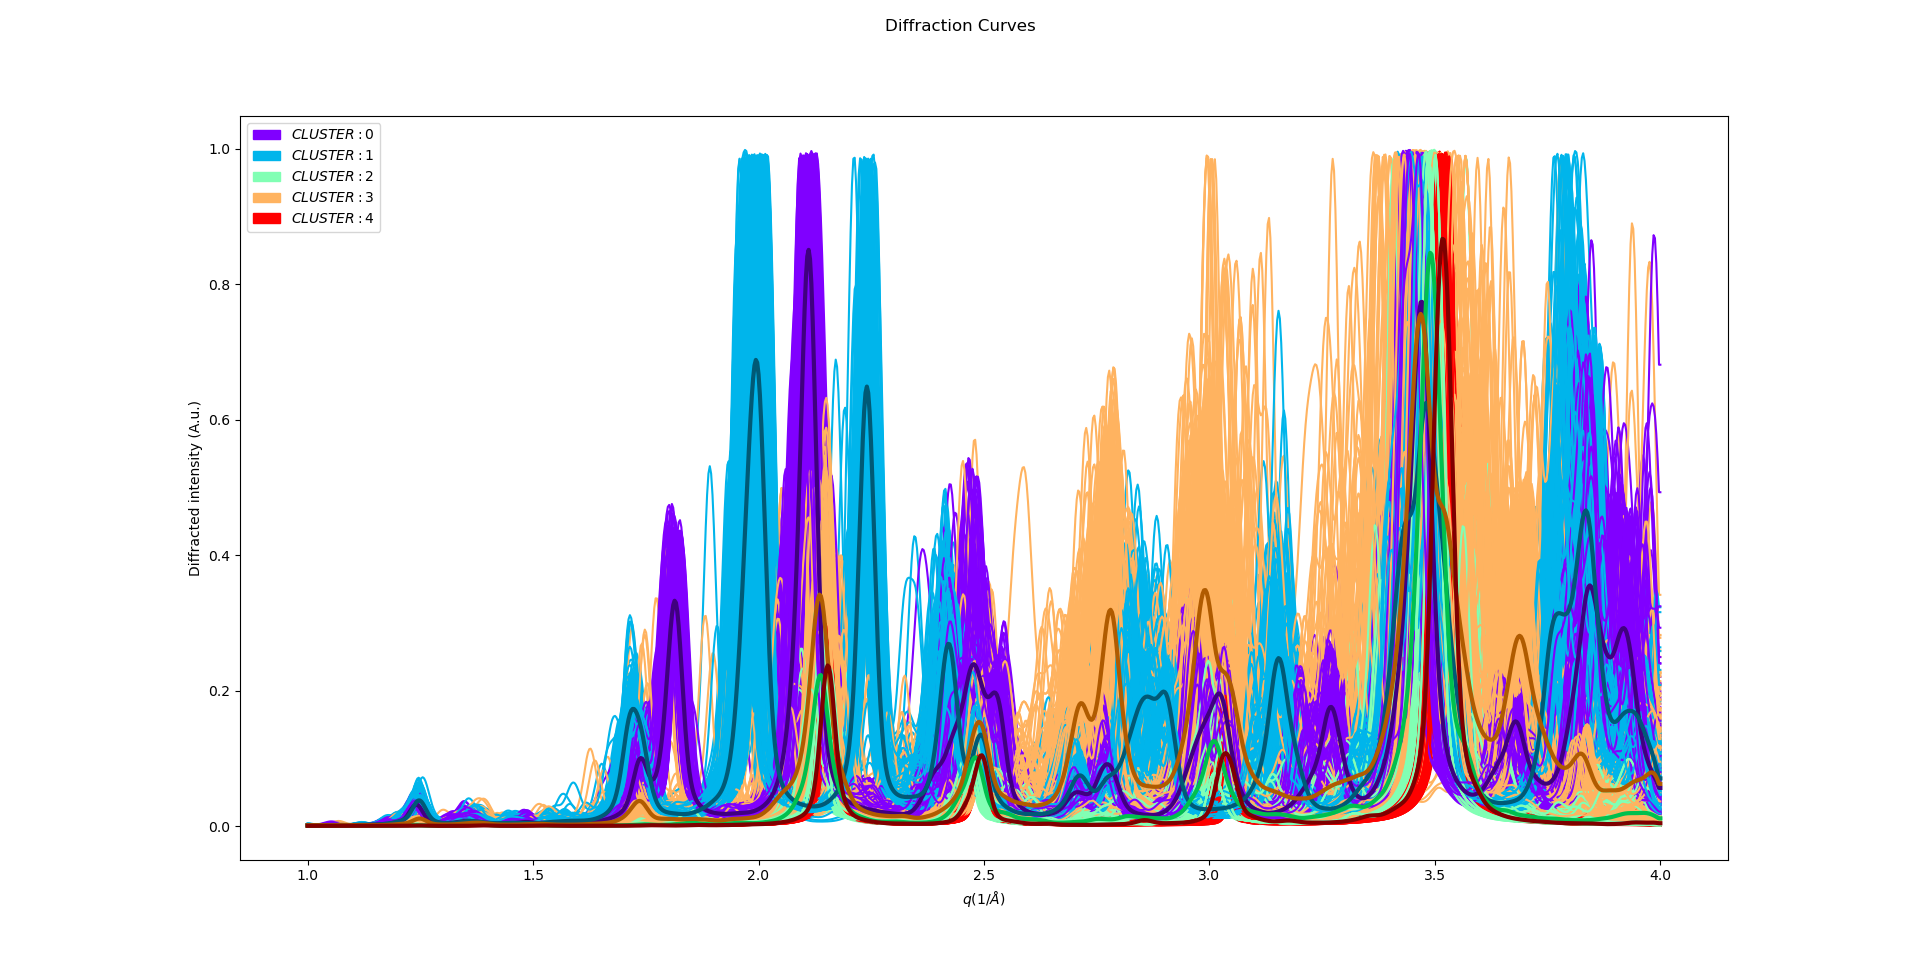 Diffraction Curves
CLUSTER : 0
CLUSTER : 1
CLUSTER : 2
CLUSTER : 3
CLUSTER : 4
1.0
0.8
0.6
0.4
0.2
0.0
Diffracted intensity (A.u.)
1.0 1.5 2.0 2.5 3.0 3.5 4.0
q(1/Å)